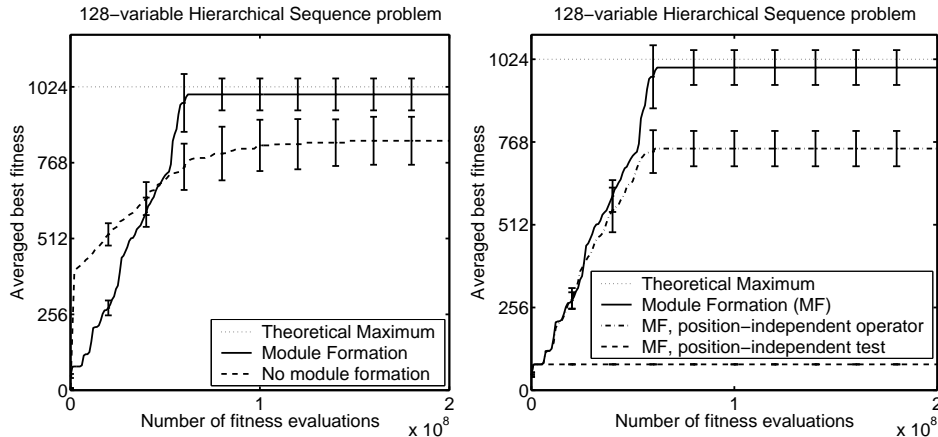 128−variable Hierarchical Sequence problem
Averaged best fitness
1024
768
512
256
0
Theoretical Maximum
Module Formation
No module formation
0
1
2
Number of fitness evaluations
x 10^8
128−variable Hierarchical Sequence problem
Averaged best fitness
1024
768
512
256
0
Theoretical Maximum
Module Formation (MF)
MF, position−independent operator
MF, position−independent test
0
1
2
Number of fitness evaluations
x 10^8